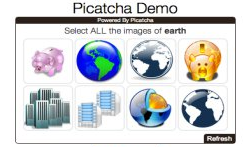 Picatcha Demo
Powered By Picatcha
Select ALL the images of earth
Refresh